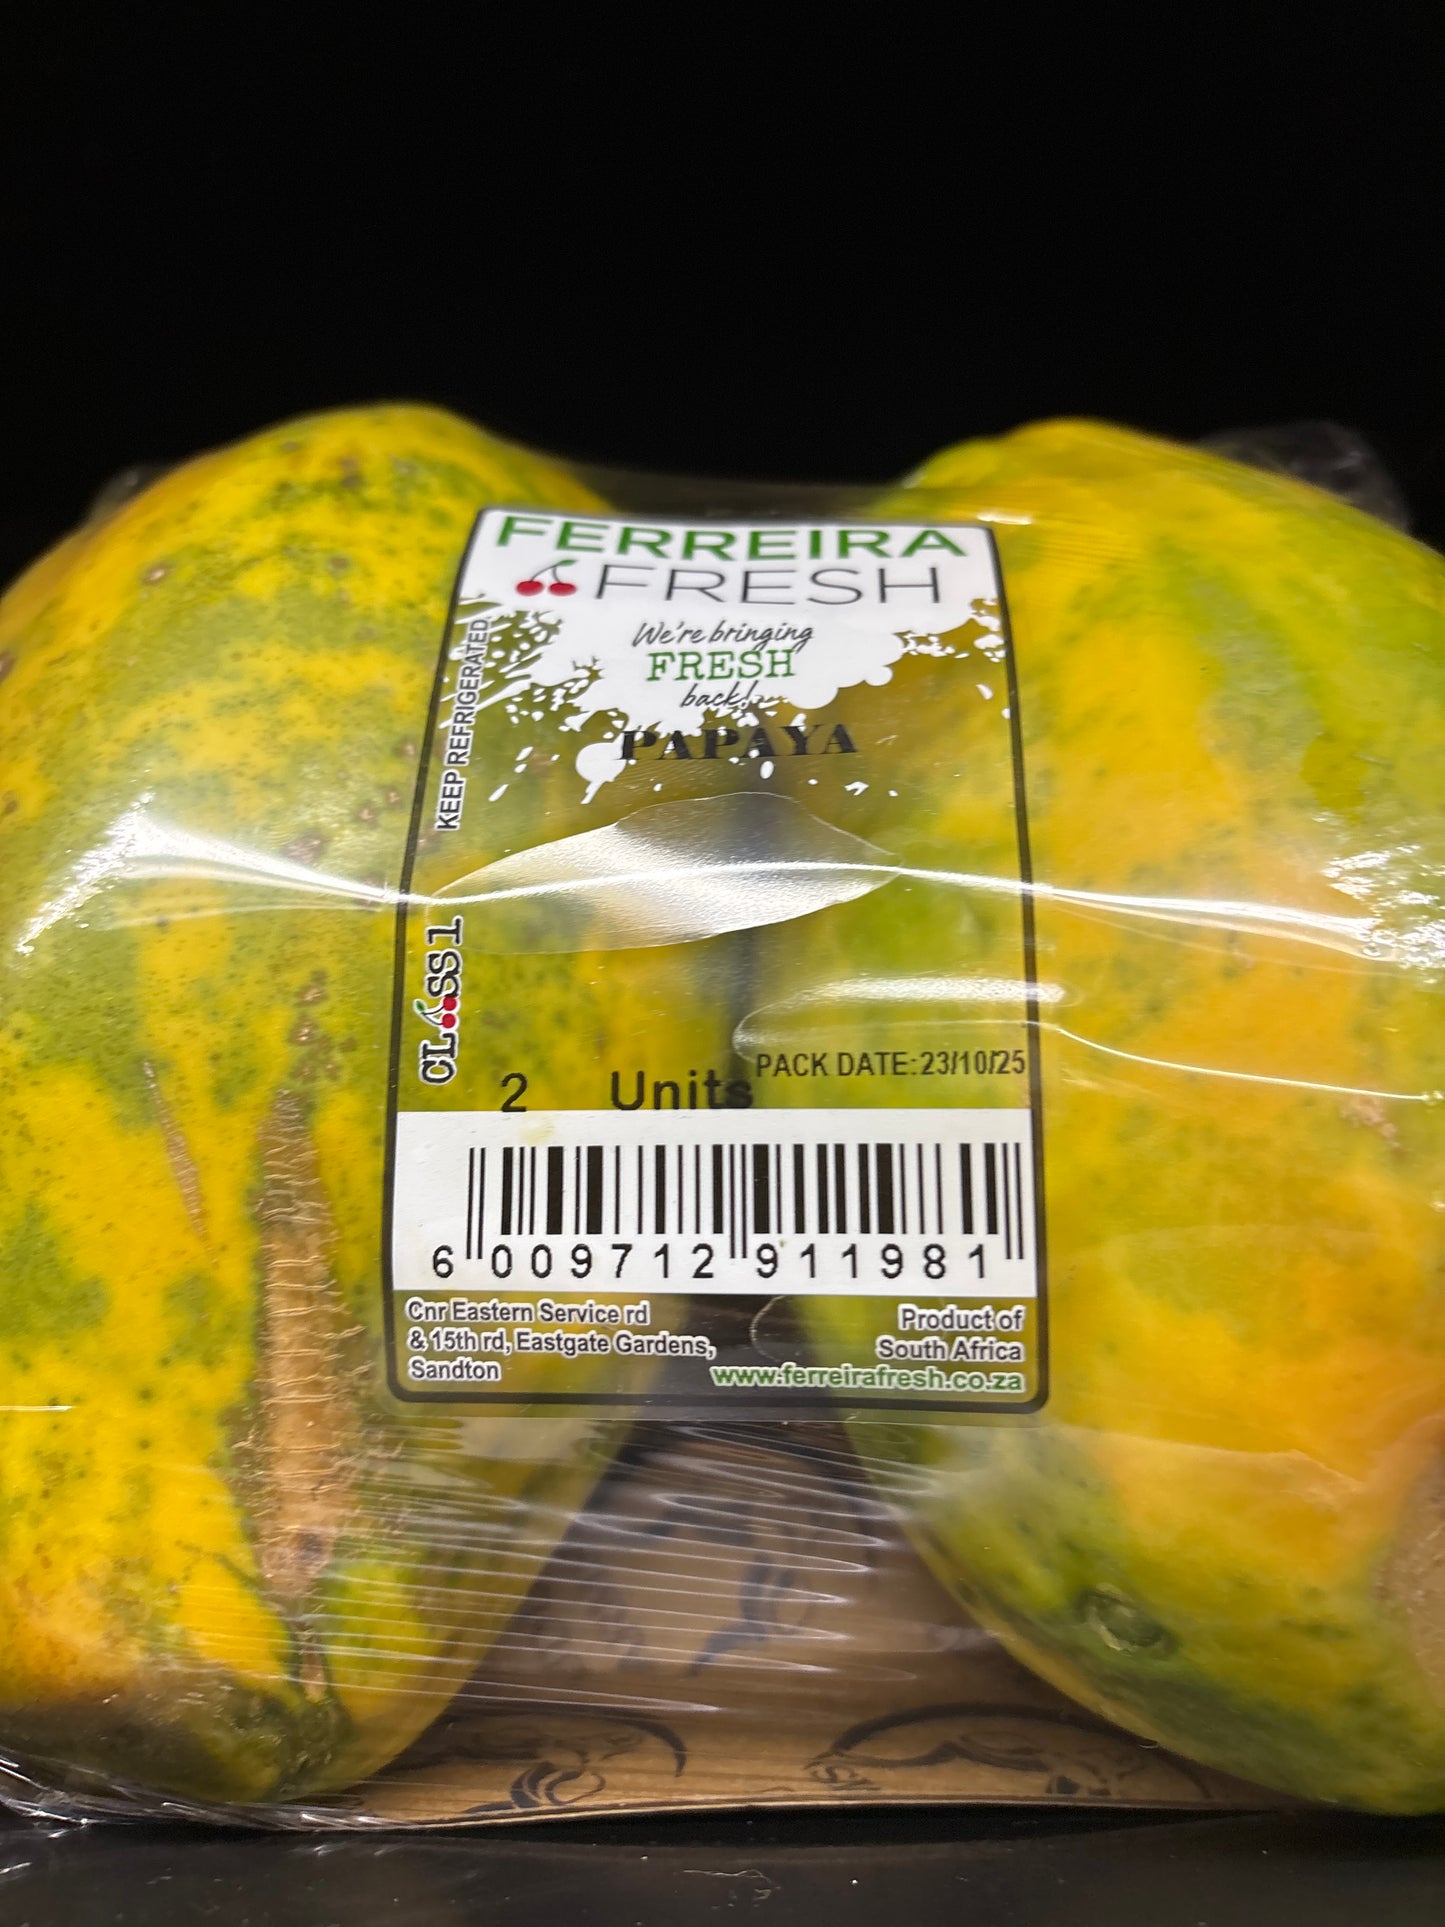 FERREIRA
FRESH
We're bringing
FRESH
back!
PAPAYA
KEEP REFRIGERATED
CLASS 1
PACK DATE:23/10/25
2 Units
6 009712 911981
Cnr Eastern Service rd
& 15th rd, Eastgate Gardens,
Sandton
Product of
South Africa
www.ferreirafresh.co.za